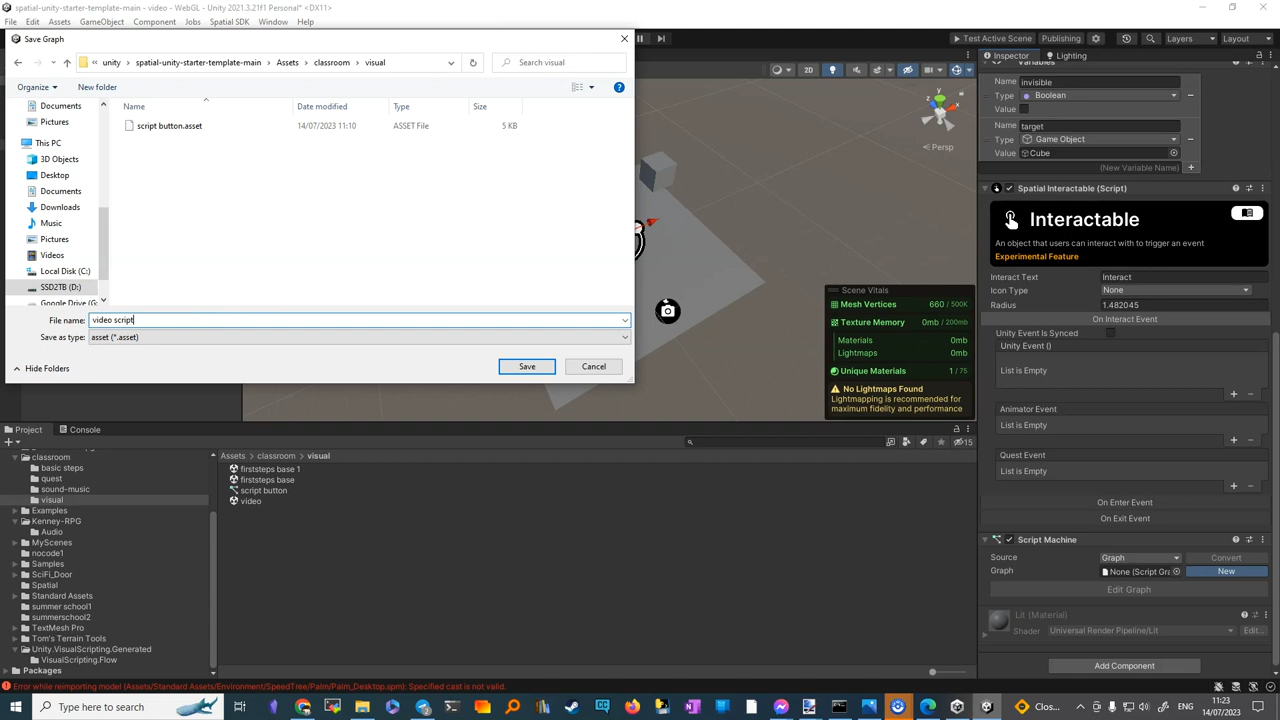 spatial-unity-starter-template-main - video - WebGL - Unity 2021.3.21f1 Personal* <DX11>
File Edit Assets GameObject Component Jobs Spatial SDK Window Help
Save Graph
« unity › spatial-unity-starter-template-main › Assets › classroom › visual
Search visual
Organize New folder
Documents
Pictures
This PC
3D Objects
Desktop
Documents
Downloads
Music
Pictures
Videos
Local Disk (C:)
SSD2TB (D:)
Google Drive (G:
Name Date modified Type Size
script button.asset 14/07/2023 11:10 ASSET File 5 KB
File name: video script
Save as type: asset (*.asset)
Hide Folders
Save Cancel
Test Active Scene Publishing Layers Layout
2D
y
x
Persp
Scene Vitals
Mesh Vertices 660 / 500K
Texture Memory 0mb / 200mb
Materials 0mb
Lightmaps 0mb
Unique Materials 1 / 75
No Lightmaps Found
Lightmapping is recommended for
maximum fidelity and performance
Inspector Lighting
Variables
Name invisible
Type Boolean
Value
Name target
Type Game Object
Value Cube
(New Variable Name)
Spatial Interactable (Script)
Interactable
An object that users can interact with to trigger an event
Experimental Feature
Interact Text Interact
Icon Type None
Radius 1.482045
On Interact Event
Unity Event Is Synced
Unity Event ()
List is Empty
Animator Event
List is Empty
Quest Event
List is Empty
On Enter Event
On Exit Event
Script Machine
Source Graph Convert
Graph None (Script Gra New
Edit Graph
Lit (Material)
Shader Universal Render Pipeline/Lit Edit...
Add Component
Project Console
15
classroom
basic steps
quest
sound-music
visual
Examples
Kenney-RPG
Audio
MyScenes
nocode1
Samples
SciFi_Door
Spatial
Standard Assets
summer school1
summerschool2
TextMesh Pro
Tom's Terrain Tools
Unity.VisualScripting.Generated
VisualScripting.Flow
Packages
Assets › classroom › visual
firststeps base 1
firststeps base
script button
video
Error while reimporting model (Assets/Standard Assets/Environment/SpeedTree/Palm/Palm_Desktop.spm): Specified cast is not valid.
Type here to search
Clos...
11:23
14/07/2023